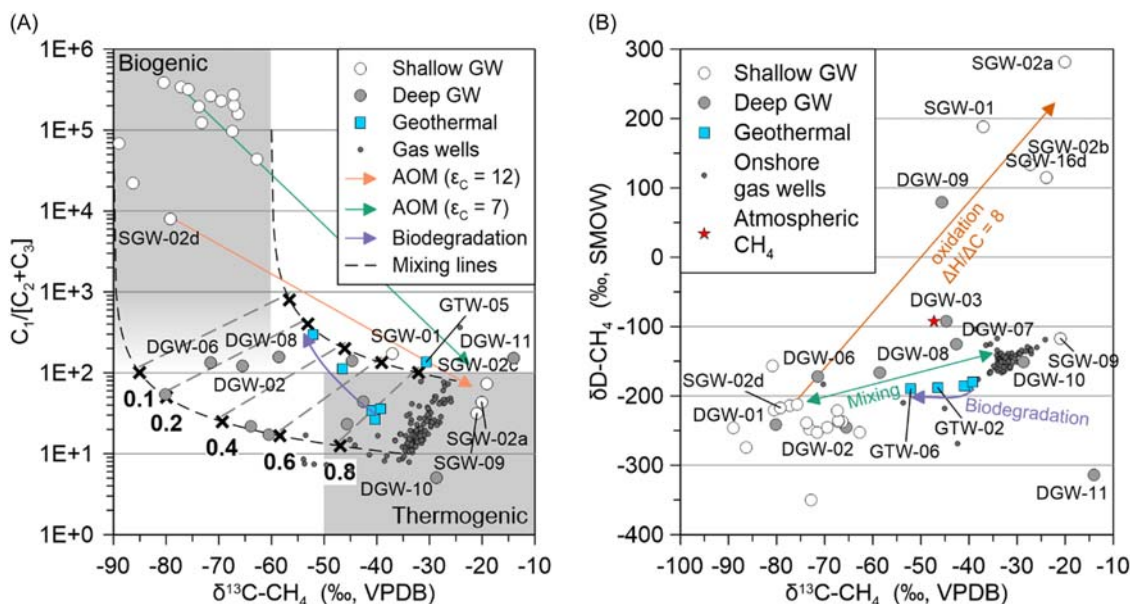 (A)
C₁/[C₂+C₃]
1E+6
1E+5
1E+4
1E+3
1E+2
1E+1
1E+0
Biogenic
Shallow GW
Deep GW
Geothermal
Gas wells
AOM (ε_C = 12)
AOM (ε_C = 7)
Biodegradation
Mixing lines
SGW-02d
GTW-05
SGW-01
DGW-11
DGW-06
DGW-08
DGW-02
SGW-02c
0.1
0.2
0.4
0.6
0.8
SGW-02a
SGW-09
DGW-10
Thermogenic
-90 -80 -70 -60 -50 -40 -30 -20 -10
δ¹³C-CH₄ (‰, VPDB)
(B)
δD-CH₄ (‰, SMOW)
300
200
100
0
-100
-200
-300
-400
Shallow GW
Deep GW
Geothermal
Onshore
gas wells
Atmospheric
CH₄
SGW-02a
SGW-01
SGW-02b
SGW-16d
DGW-09
oxidation
ΔH/ΔC = 8
DGW-03
DGW-07
DGW-06
DGW-08
SGW-09
SGW-02d
DGW-10
Mixing
DGW-01
Biodegradation
DGW-02
GTW-02
GTW-06
DGW-11
-100 -90 -80 -70 -60 -50 -40 -30 -20 -10
δ¹³C-CH₄ (‰, VPDB)